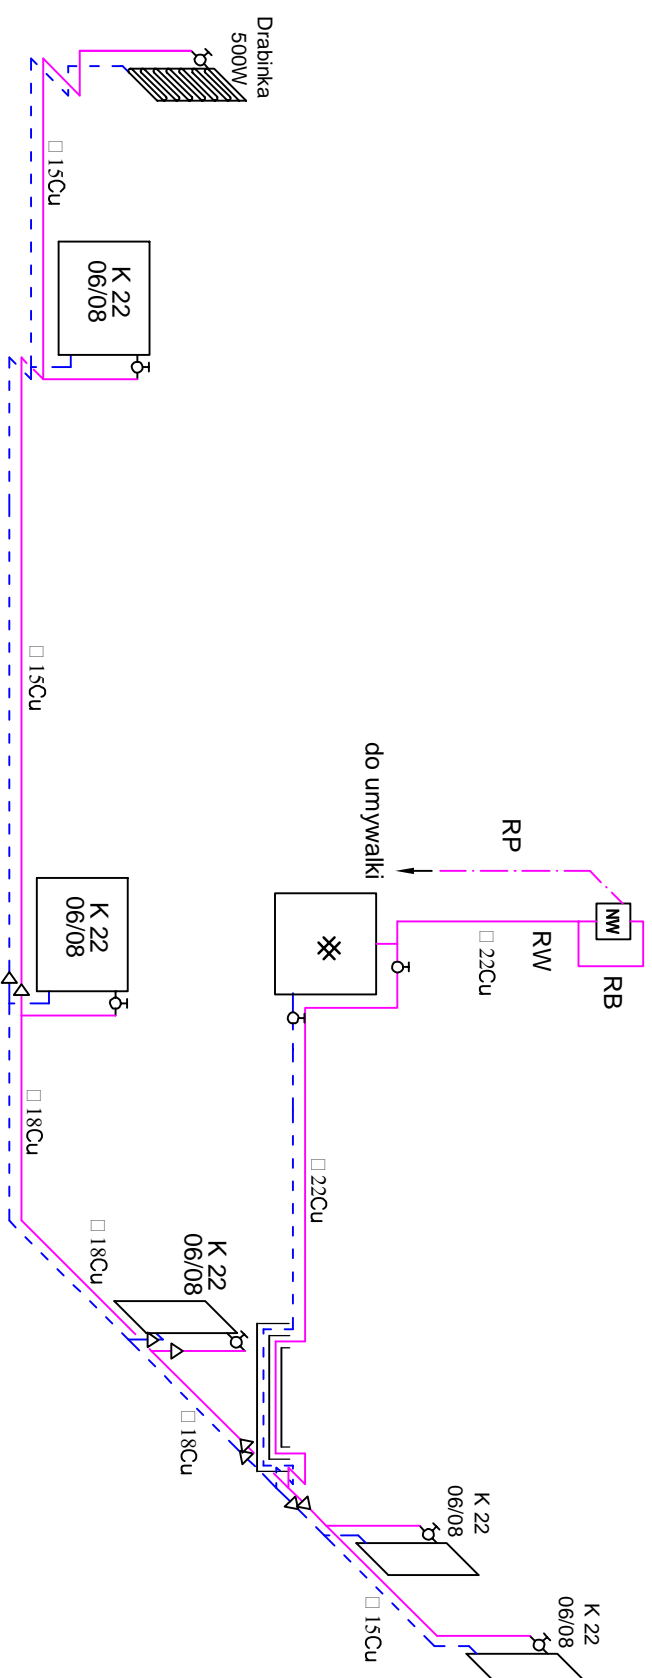 Drabinka
500W
□ 15Cu
K 22
06/08
□ 15Cu
do umywalki
RP
NW
RB
RW
□ 22Cu
K 22
06/08
□ 18Cu
□ 22Cu
□ 18Cu
K 22
06/08
□ 18Cu
K 22
06/08
□ 15Cu
K 22
06/08